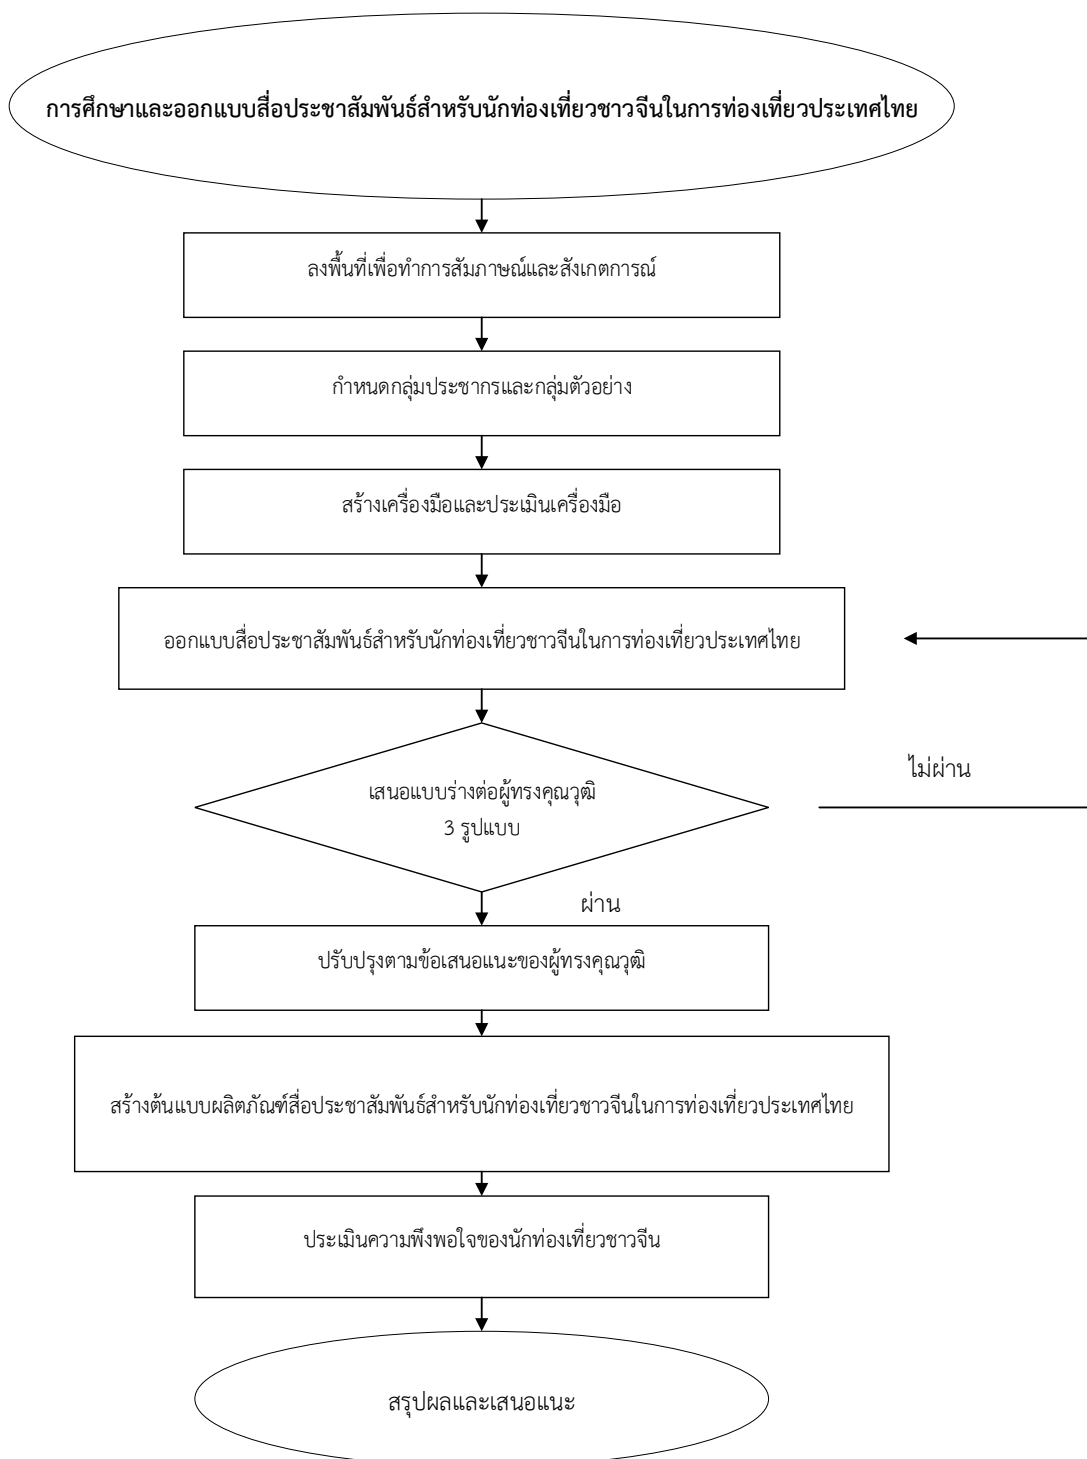 การศึกษาและออกแบบสื่อประชาสัมพันธ์สำหรับนักท่องเที่ยวชาวจีนในการท่องเที่ยวประเทศไทย
ลงพื้นที่เพื่อทำการสัมภาษณ์และสังเกตการณ์
กำหนดกลุ่มประชากรและกลุ่มตัวอย่าง
สร้างเครื่องมือและประเมินเครื่องมือ
ออกแบบสื่อประชาสัมพันธ์สำหรับนักท่องเที่ยวชาวจีนในการท่องเที่ยวประเทศไทย
ไม่ผ่าน
เสนอแบบร่างต่อผู้ทรงคุณวุฒิ
3 รูปแบบ
ผ่าน
ปรับปรุงตามข้อเสนอแนะของผู้ทรงคุณวุฒิ
สร้างต้นแบบผลิตภัณฑ์สื่อประชาสัมพันธ์สำหรับนักท่องเที่ยวชาวจีนในการท่องเที่ยวประเทศไทย
ประเมินความพึงพอใจของนักท่องเที่ยวชาวจีน
สรุปผลและเสนอแนะ